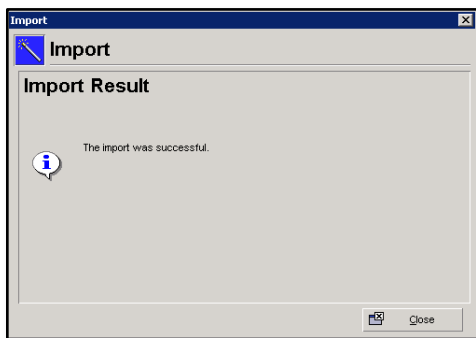 Import
Import
Import Result
The import was successful.
Close